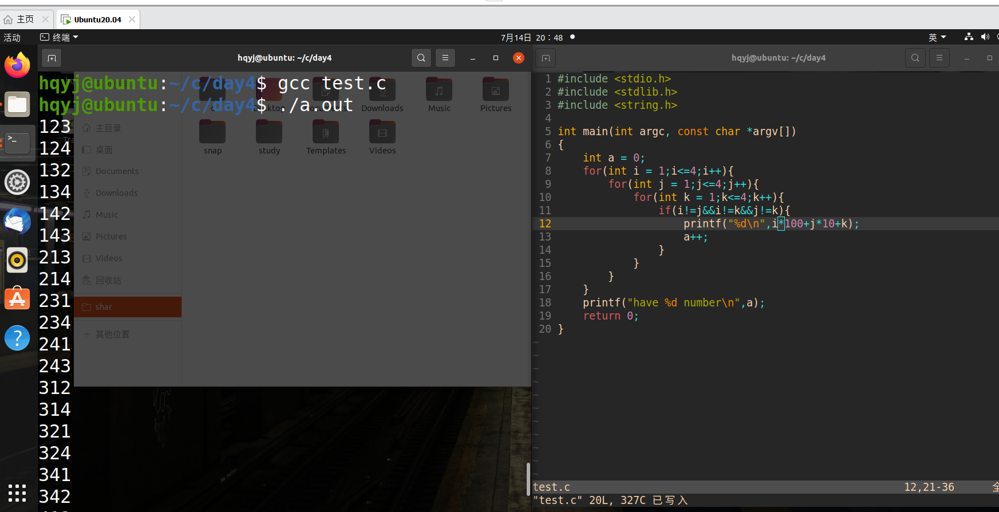 主页
Ubuntu20.04
活动
终端
7月14日 20：48
英
hqyj@ubuntu: ~/c/day4
hqyj@ubuntu:~/c/day4$ gcc test.c
hqyj@ubuntu:~/c/day4$ ./a.out
123
124
132
134
142
143
213
214
231
234
241
243
312
314
321
324
341
342
Downloads
Music
Pictures
snap
study
Templates
Videos
主目录
桌面
Documents
Downloads
Music
Pictures
Videos
回收站
shar
其他位置
hqyj@ubuntu: ~/c/day4
1 #include <stdio.h>
2 #include <stdlib.h>
3 #include <string.h>
4
5 int main(int argc, const char *argv[])
6 {
7 int a = 0;
8 for(int i = 1;i<=4;i++){
9 for(int j = 1;j<=4;j++){
10 for(int k = 1;k<=4;k++){
11 if(i!=j&&i!=k&&j!=k){
12 printf("%d\n",i*100+j*10+k);
13 a++;
14 }
15 }
16 }
17 }
18 printf("have %d number\n",a);
19 return 0;
20 }
test.c 12,21-36
"test.c" 20L, 327C 已写入